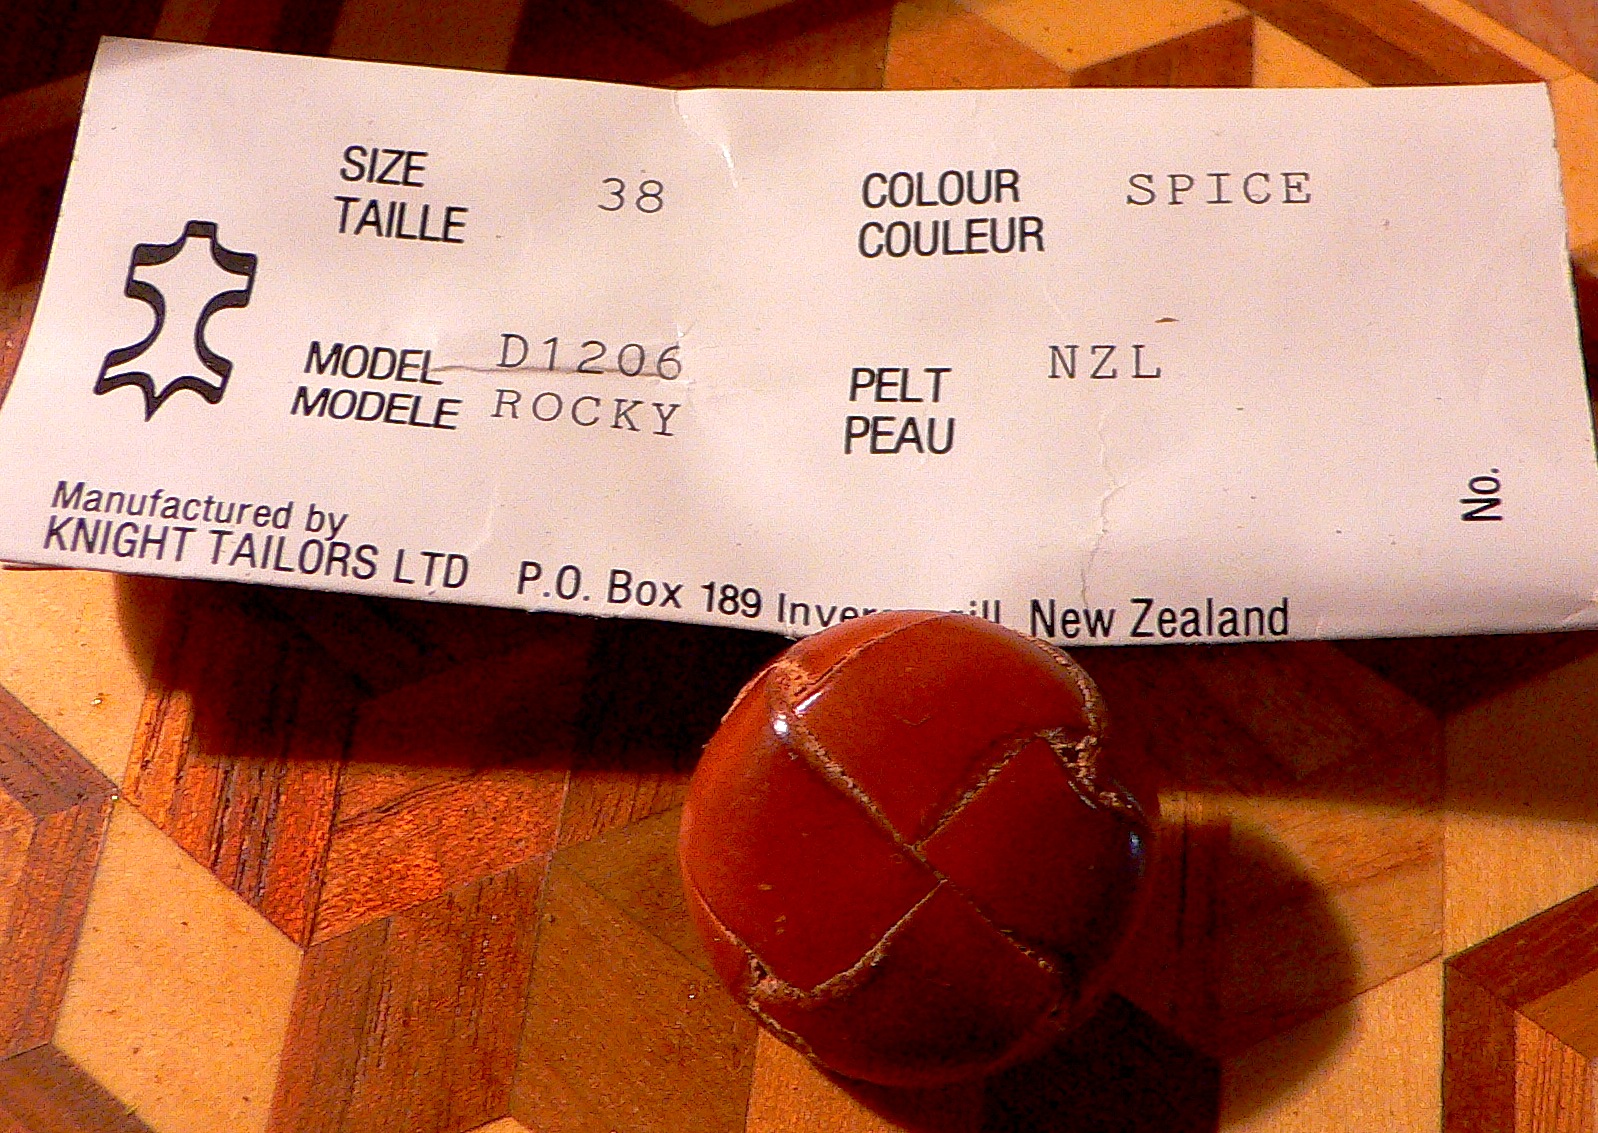 SIZE 38
TAILLE
COLOUR SPICE
COULEUR
MODEL D1206
MODELE ROCKY
PELT NZL
PEAU
No.
Manufactured by
KNIGHT TAILORS LTD P.O. Box 189 New Zealand